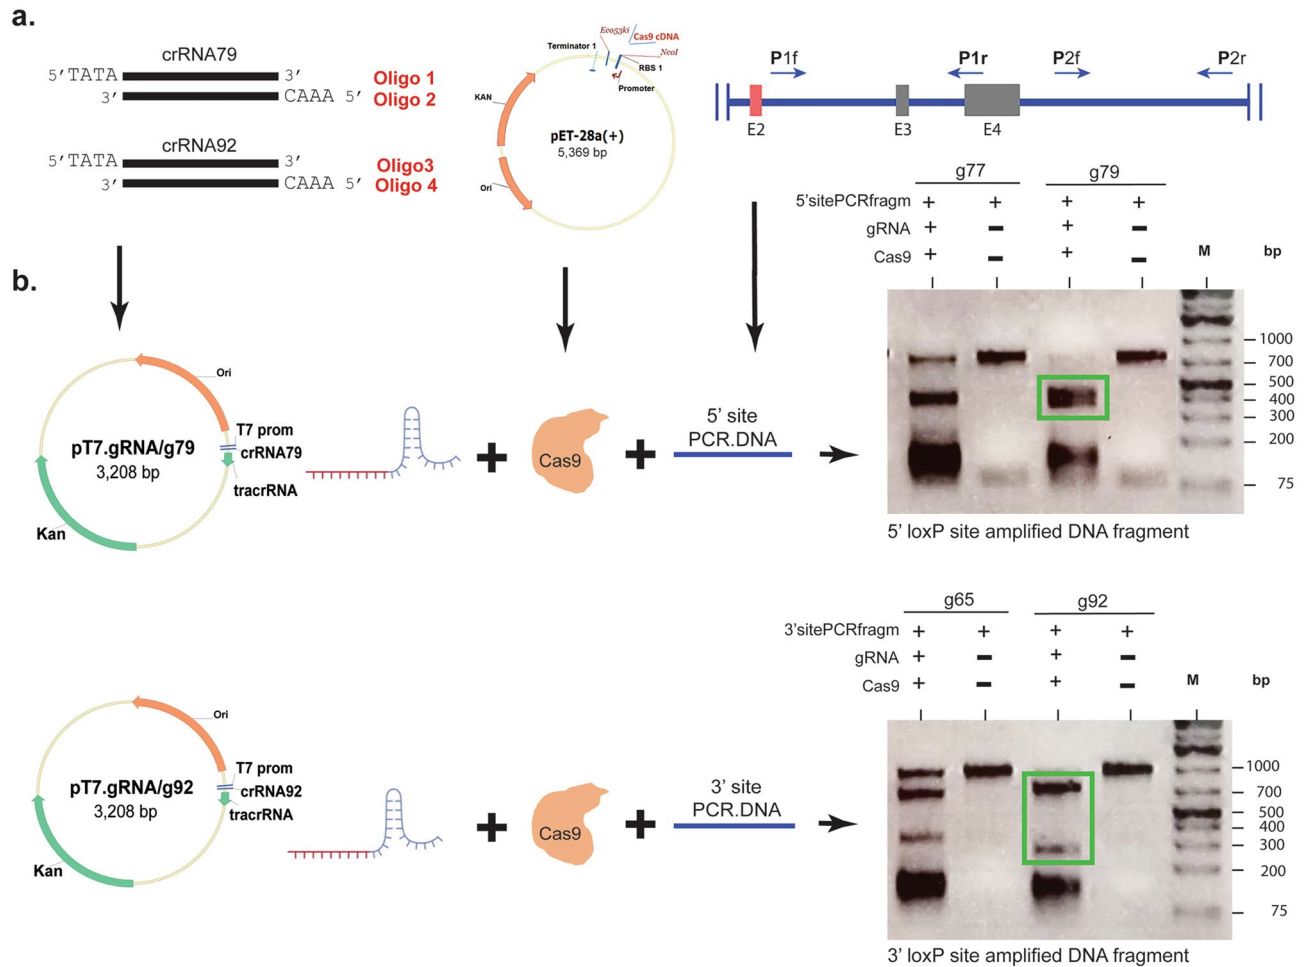 a.
crRNA79
5′TATA 3′ Oligo 1
3′ CAAA 5′ Oligo 2
crRNA92
5′TATA 3′ Oligo3
3′ CAAA 5′ Oligo 4
Eco53kI
Cas9 cDNA
Terminator 1
NcoI
RBS 1
Promoter
KAN
pET-28a(+)
5,369 bp
Ori
P1f P1r P2f P2r
E2 E3 E4
g77 g79
5′sitePCRfragm + + + +
gRNA + − + −
Cas9 + − + − M bp
1000
700
500
400
300
200
75
5′ loxP site amplified DNA fragment
b.
Ori
T7 prom
crRNA79
tracrRNA
pT7.gRNA/g79
3,208 bp
Kan
+ Cas9 + 5′ site
PCR.DNA
g65 g92
3′sitePCRfragm + + + +
gRNA + − + −
Cas9 + − + − M bp
1000
700
500
400
300
200
75
3′ loxP site amplified DNA fragment
Ori
T7 prom
crRNA92
tracrRNA
pT7.gRNA/g92
3,208 bp
Kan
+ Cas9 + 3′ site
PCR.DNA